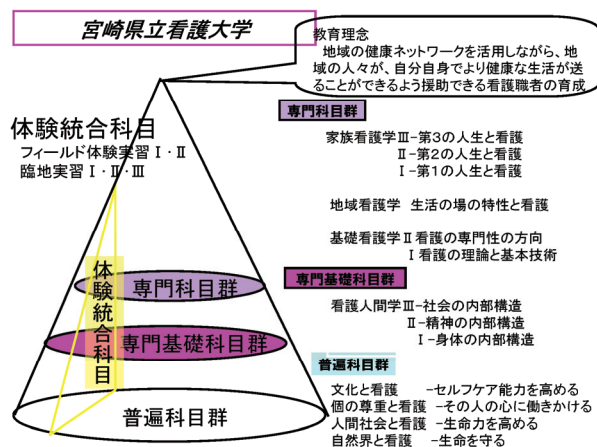 宮崎県立看護大学
教育理念
地域の健康ネットワークを活用しながら、地
域の人々が、自分自身でより健康な生活が送
ることができるよう援助できる看護職者の育成
体験統合科目
フィールド体験実習Ⅰ・Ⅱ
臨地実習Ⅰ・Ⅱ・Ⅲ
体験統合科目
専門科目群
専門基礎科目群
普遍科目群
専門科目群
家族看護学Ⅲ-第3の人生と看護
Ⅱ-第2の人生と看護
Ⅰ-第1の人生と看護
地域看護学 生活の場の特性と看護
基礎看護学Ⅱ看護の専門性の方向
Ⅰ看護の理論と基本技術
専門基礎科目群
看護人間学Ⅲ-社会の内部構造
Ⅱ-精神の内部構造
Ⅰ-身体の内部構造
普遍科目群
文化と看護 -セルフケア能力を高める
個の尊重と看護 -その人の心に働きかける
人間社会と看護 -生命力を高める
自然界と看護 -生命を守る